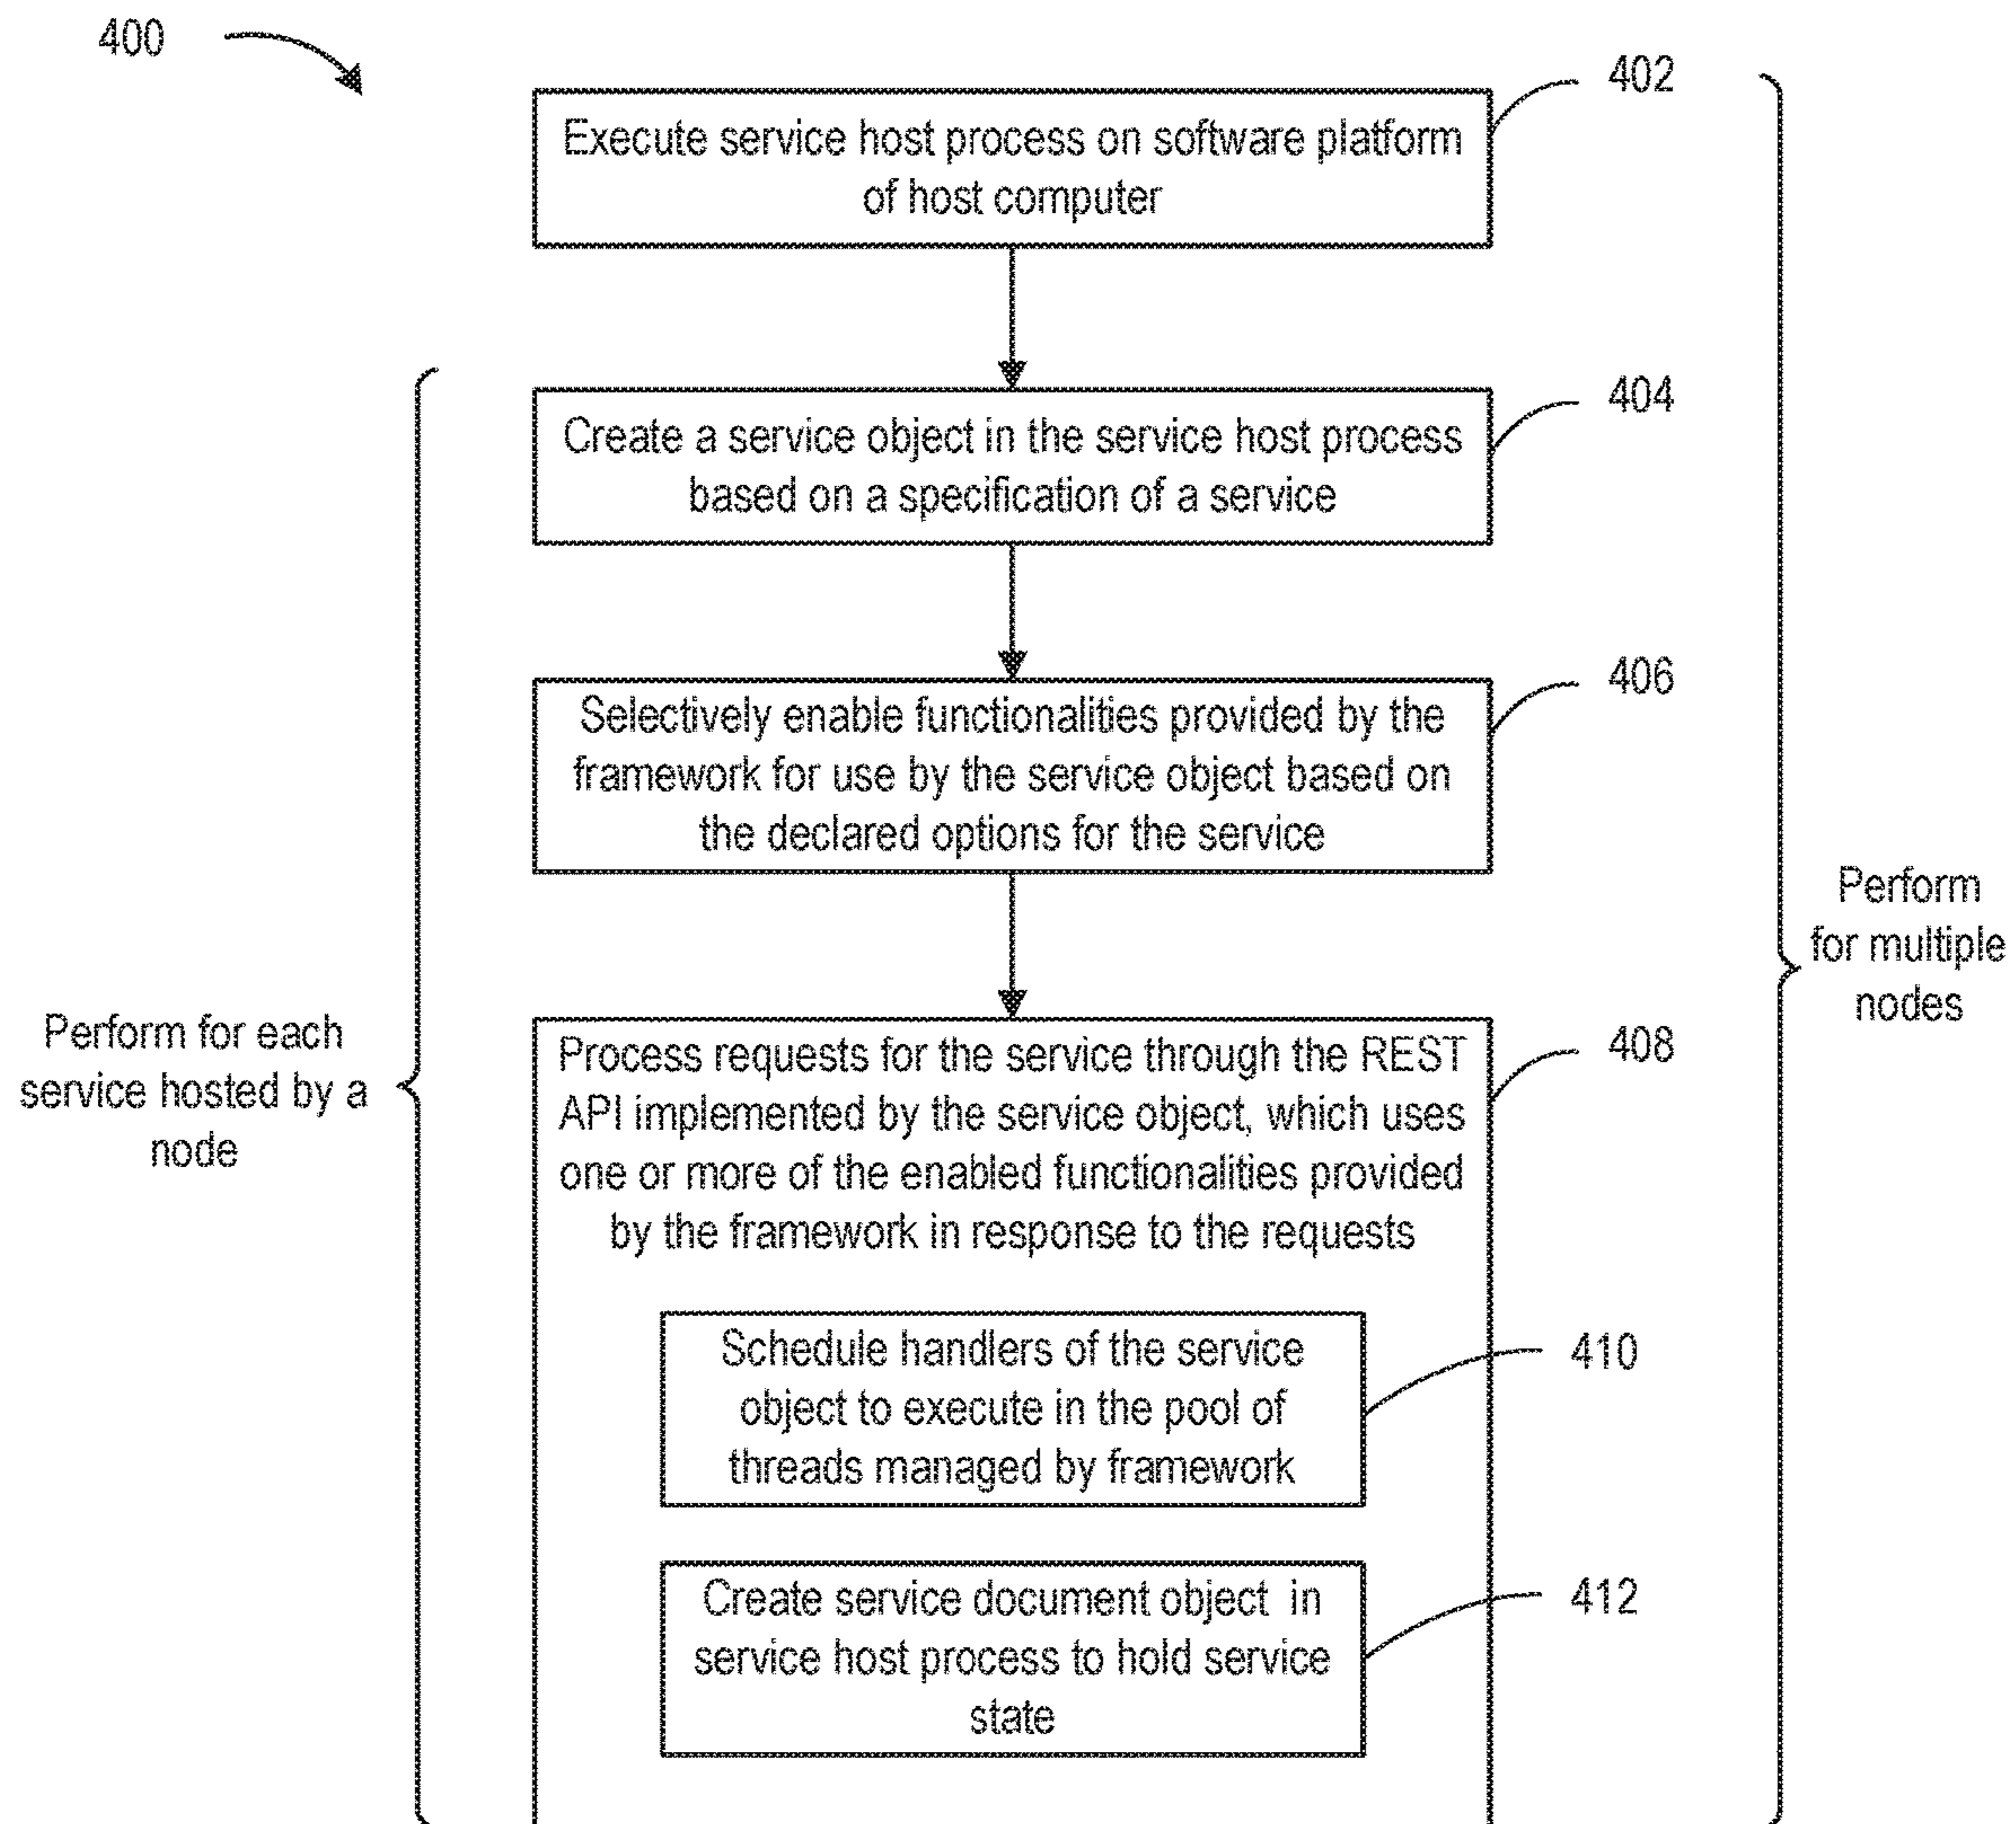 400
402
Execute service host process on software platform
of host computer
404
Create a service object in the service host process
based on a specification of a service
406
Selectively enable functionalities provided by the
framework for use by the service object based on
the declared options for the service
Perform
for multiple
nodes
Perform for each
service hosted by a
node
408
Process requests for the service through the REST
API implemented by the service object, which uses
one or more of the enabled functionalities provided
by the framework in response to the requests
410
Schedule handlers of the service
object to execute in the pool of
threads managed by framework
412
Create service document object in
service host process to hold service
state